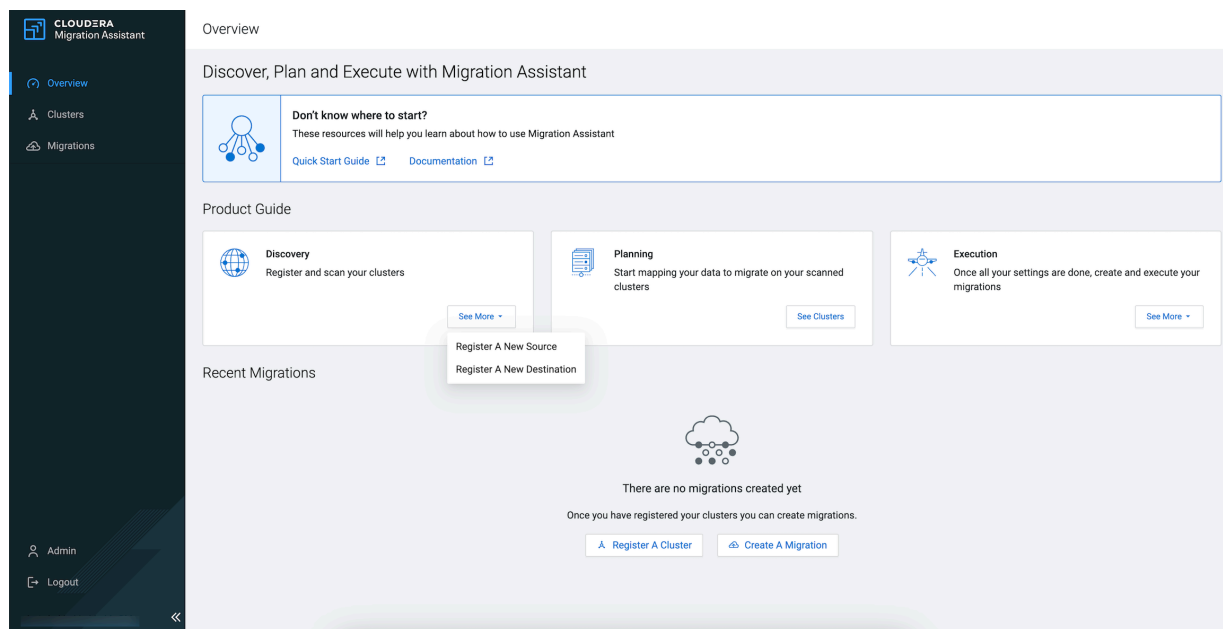 CLOUDERA
Migration Assistant
Overview
Clusters
Migrations
Admin
Logout
Overview
Discover, Plan and Execute with Migration Assistant
Don't know where to start?
These resources will help you learn about how to use Migration Assistant
Quick Start Guide
Documentation
Product Guide
Discovery
Register and scan your clusters
See More
Register A New Source
Register A New Destination
Planning
Start mapping your data to migrate on your scanned
clusters
See Clusters
Execution
Once all your settings are done, create and execute your
migrations
See More
Recent Migrations
There are no migrations created yet
Once you have registered your clusters you can create migrations.
Register A Cluster
Create A Migration